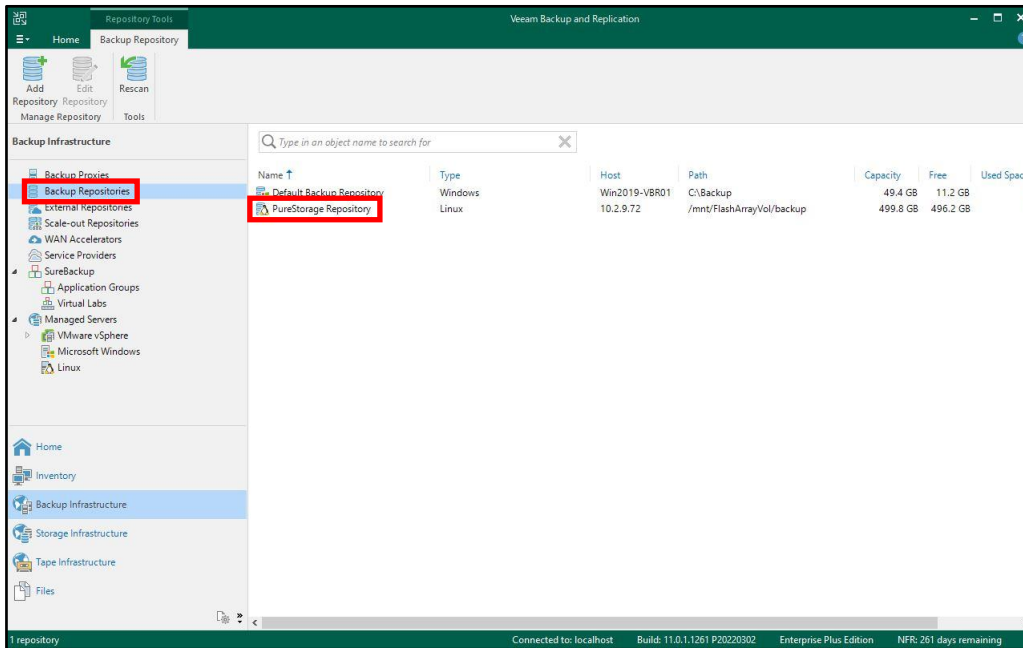 Repository Tools
Veeam Backup and Replication
Home Backup Repository
Add Repository
Edit Repository
Rescan
Manage Repository Tools
Backup Infrastructure
Type in an object name to search for
Backup Proxies
Backup Repositories
External Repositories
Scale-out Repositories
WAN Accelerators
Service Providers
SureBackup
Application Groups
Virtual Labs
Managed Servers
VMware vSphere
Microsoft Windows
Linux
Name Type Host Path Capacity Free Used Spac
Default Backup Repository Windows Win2019-VBR01 C:\Backup 49.4 GB 11.2 GB
PureStorage Repository Linux 10.2.9.72 /mnt/FlashArrayVol/backup 499.8 GB 496.2 GB
Home
Inventory
Backup Infrastructure
Storage Infrastructure
Tape Infrastructure
Files
1 repository Connected to: localhost Build: 11.0.1.1261 P20220302 Enterprise Plus Edition NFR: 261 days remaining